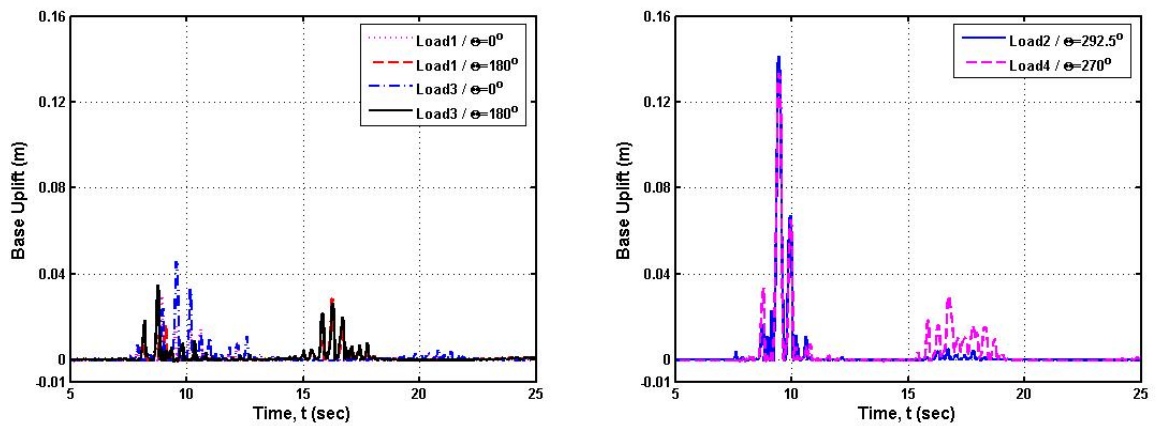 0.16
0.12
0.08
0.04
0
-0.01
Base Uplift (m)
Load1 / Θ=0°
Load1 / Θ=180°
Load3 / Θ=0°
Load3 / Θ=180°
5 10 15 20 25
Time, t (sec)
0.16
0.12
0.08
0.04
0
-0.01
Base Uplift (m)
Load2 / Θ=292.5°
Load4 / Θ=270°
5 10 15 20 25
Time, t (sec)